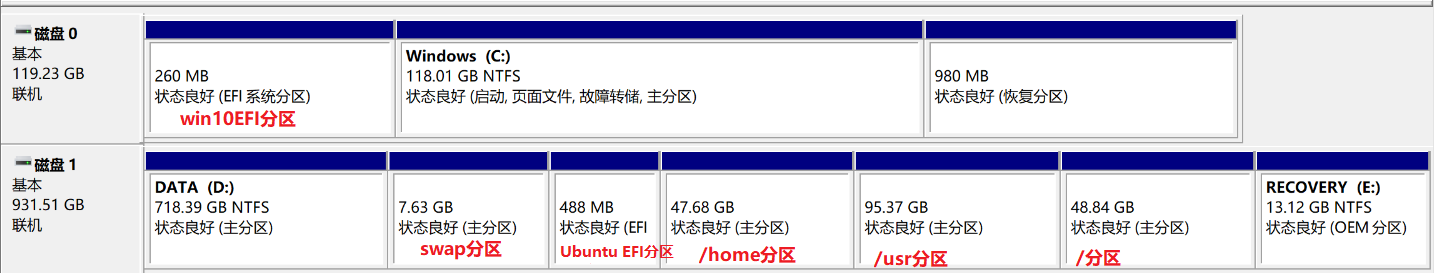 磁盘 0
基本
119.23 GB
联机
260 MB
状态良好 (EFI 系统分区)
win10EFI分区
Windows (C:)
118.01 GB NTFS
状态良好 (启动, 页面文件, 故障转储, 主分区)
980 MB
状态良好 (恢复分区)
磁盘 1
基本
931.51 GB
联机
DATA (D:)
718.39 GB NTFS
状态良好 (主分区)
7.63 GB
状态良好 (主分区)
swap分区
488 MB
状态良好 (EFI
Ubuntu EFI分区
47.68 GB
状态良好 (主分区)
/home分区
95.37 GB
状态良好 (主分区)
/usr分区
48.84 GB
状态良好 (主分区)
/分区
RECOVERY (E:)
13.12 GB NTFS
状态良好 (OEM 分区)